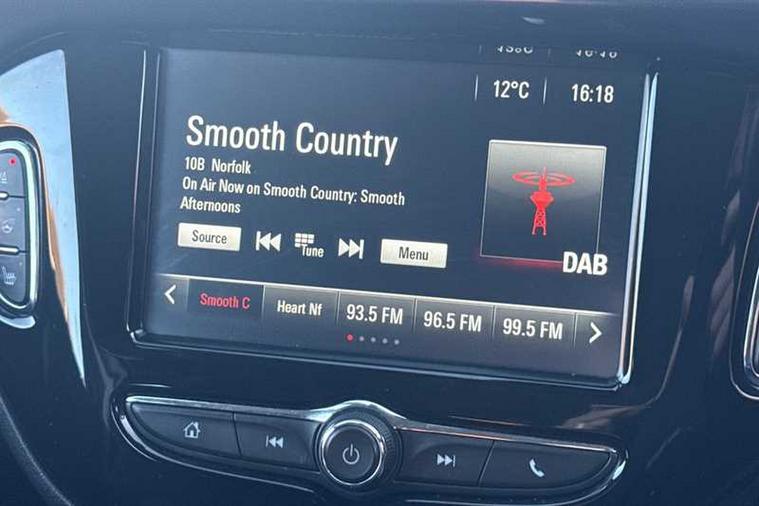 12°C 16:18
Smooth Country
10B Norfolk
On Air Now on Smooth Country: Smooth
Afternoons
Source Tune Menu
DAB
Smooth C Heart Nf 93.5 FM 96.5 FM 99.5 FM